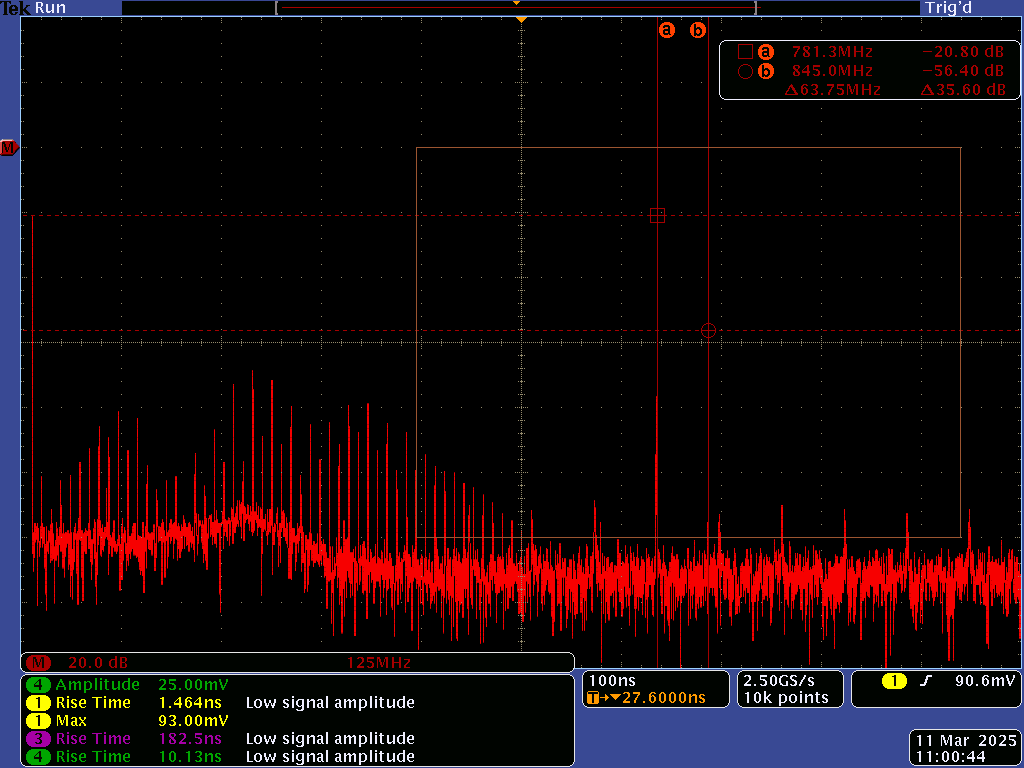 Tek Run Trig'd
a b
a 781.3MHz −20.80 dB
b 845.0MHz −56.40 dB
Δ63.75MHz Δ35.60 dB
M
M 20.0 dB 125MHz
4 Amplitude 25.00mV
1 Rise Time 1.464ns Low signal amplitude
1 Max 93.00mV
3 Rise Time 182.5ns Low signal amplitude
4 Rise Time 10.13ns Low signal amplitude
100ns
T→▼27.6000ns
2.50GS/s
10k points
1 90.6mV
11 Mar 2025
11:00:44